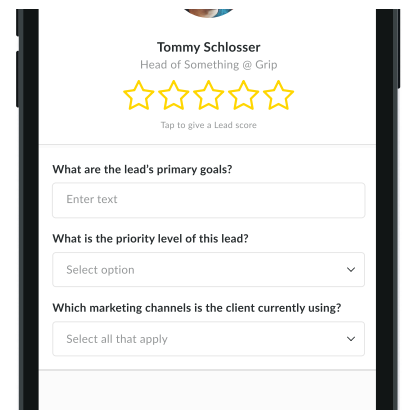 Tommy Schlosser
Head of Something @ Grip
Tap to give a Lead score
What are the lead's primary goals?
Enter text
What is the priority level of this lead?
Select option
Which marketing channels is the client currently using?
Select all that apply